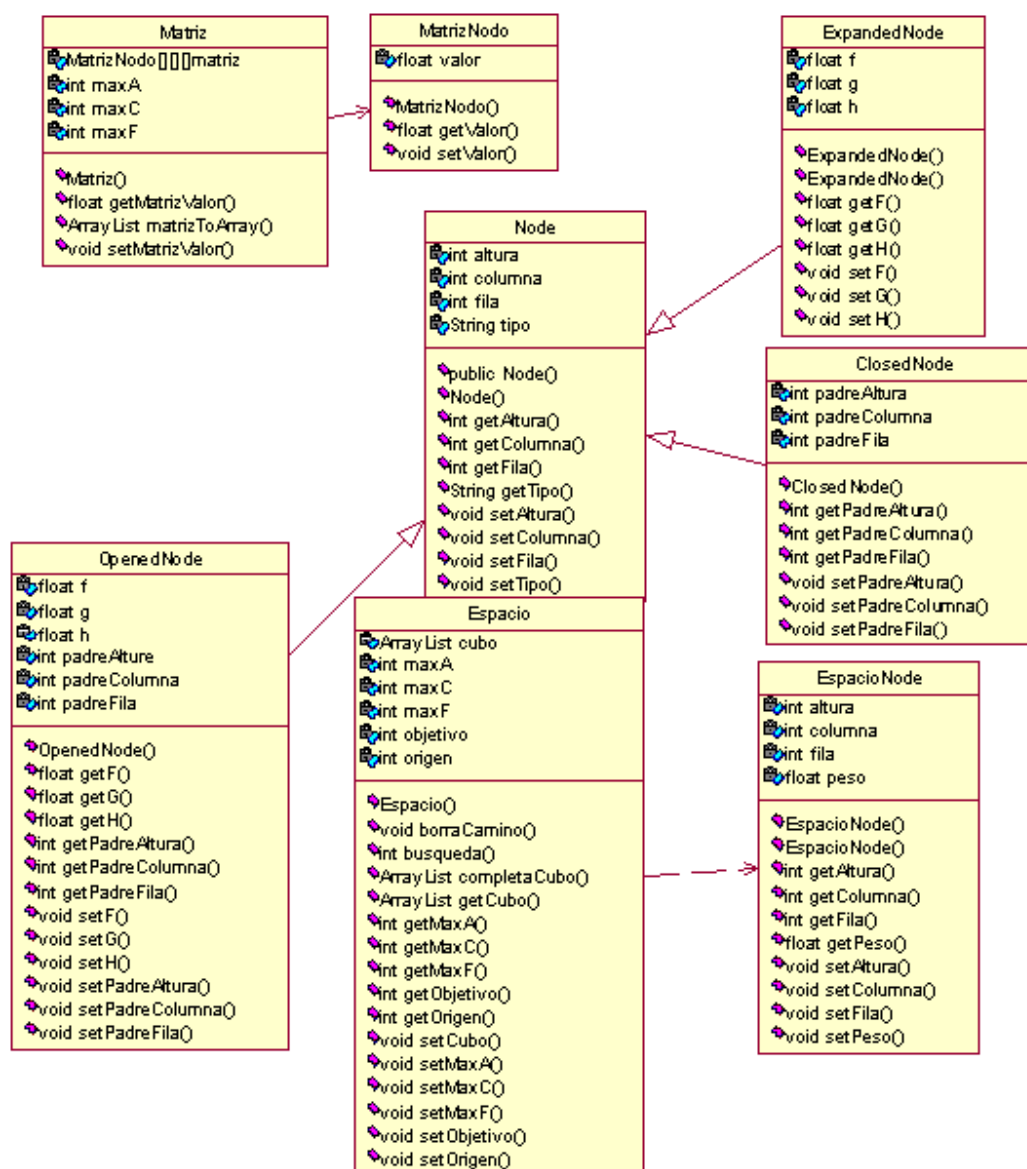 Matriz
MatrizNodo[][][]matriz
int maxA
int maxC
int maxF
Matriz()
float getMatrizValor()
ArrayList matrizToArray()
void setMatrizValor()
MatrizNodo
float valor
MatrizNodo()
float getValor()
void setValor()
ExpandedNode
float f
float g
float h
ExpandedNode()
ExpandedNode()
float getF()
float getG()
float getH()
void setF()
void setG()
void setH()
Node
int altura
int columna
int fila
String tipo
public Node()
Node()
int getAltura()
int getColumna()
int getFila()
String getTipo()
void setAltura()
void setColumna()
void setFila()
void setTipo()
ClosedNode
int padreAltura
int padreColumna
int padreFila
ClosedNode()
int getPadreAltura()
int getPadreColumna()
int getPadreFila()
void setPadreAltura()
void setPadreColumna()
void setPadreFila()
OpenedNode
float f
float g
float h
int padreAlture
int padreColumna
int padreFila
OpenedNode()
float getF()
float getG()
float getH()
int getPadreAltura()
int getPadreColumna()
int getPadreFila()
void setF()
void setG()
void setH()
void setPadreAltura()
void setPadreColumna()
void setPadreFila()
Espacio
ArrayList cubo
int maxA
int maxC
int maxF
int objetivo
int origen
Espacio()
void borraCamino()
int busqueda()
ArrayList completaCubo()
ArrayList getCubo()
int getMaxA()
int getMaxC()
int getMaxF()
int getObjetivo()
int getOrigen()
void setCubo()
void setMaxA()
void setMaxC()
void setMaxF()
void setObjetivo()
void setOrigen()
EspacioNode
int altura
int columna
int fila
float peso
EspacioNode()
EspacioNode()
int getAltura()
int getColumna()
int getFila()
float getPeso()
void setAltura()
void setColumna()
void setFila()
void setPeso()